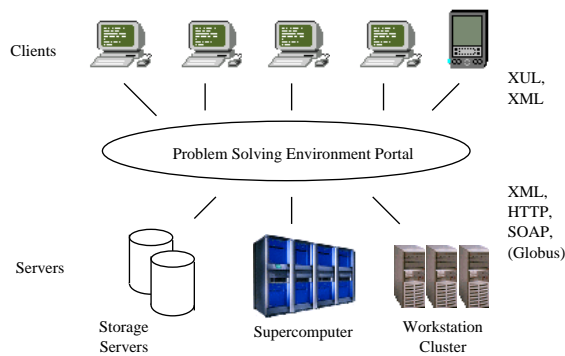 Clients
XUL,
XML
Problem Solving Environment Portal
XML,
HTTP,
SOAP,
(Globus)
Servers
Storage
Servers
Supercomputer
Workstation
Cluster